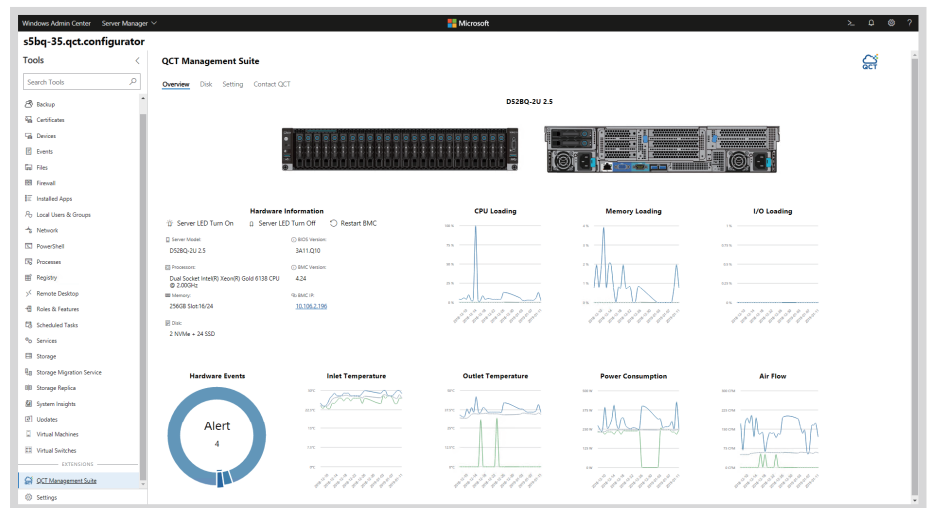 Windows Admin Center Server Manager
Microsoft
s5bq-35.qct.configurator
Tools
Search Tools
Backup
Certificates
Devices
Events
Files
Firewall
Installed Apps
Local Users & Groups
Network
PowerShell
Processes
Registry
Remote Desktop
Roles & Features
Scheduled Tasks
Services
Storage
Storage Migration Service
Storage Replica
System Insights
Updates
Virtual Machines
Virtual Switches
EXTENSIONS
QCT Management Suite
Settings
QCT Management Suite
QCT
Overview Disk Setting Contact QCT
D52BQ-2U 2.5
Hardware Information
Server LED Turn On Server LED Turn Off Restart BMC
Server Model: BIOS Version:
D52BQ-2U 2.5 3A11.Q10
Processors: BMC Version:
Dual Socket Intel(R) Xeon(R) Gold 6138 CPU 4.24
@ 2.00GHz
Memory: BMC IP:
256GB Slot:16/24 10.106.2.196
Disk:
2 NVMe + 24 SSD
CPU Loading
Memory Loading
I/O Loading
Hardware Events
Alert
4
Inlet Temperature
Outlet Temperature
Power Consumption
Air Flow